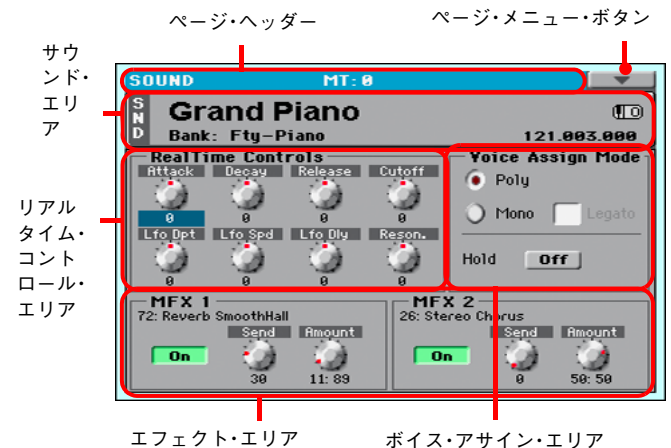 ページ・ヘッダー
ページ・メニュー・ボタン
サウ
ンド・
エリ
ア
SOUND MT: 0
SND
Grand Piano
Bank: Fty-Piano 121.003.000
リアル
タイム・
コント
ロール・
エリア
RealTime Controls
Attack Decay Release Cutoff
0 0 0 0
Lfo Dpt Lfo Spd Lfo Dly Reson.
0 0 0 0
Voice Assign Mode
Poly
Mono Legato
Hold Off
MFX 1
72: Reverb SmoothHall
Send Amount
On
30 11: 89
MFX 2
26: Stereo Chorus
Send Amount
On
0 50: 50
エフェクト・エリア
ボイス・アサイン・エリア